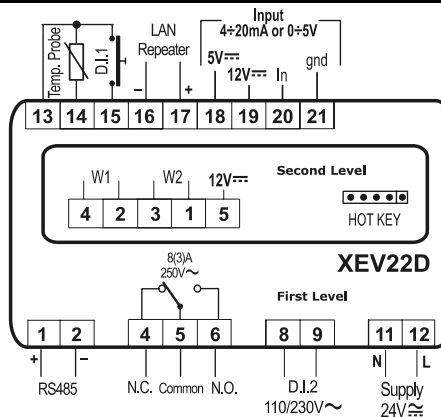 Input
4÷20mA or 0÷5V
LAN
Repeater
Temp. Probe
D.I.1
5V⎓
12V⎓
In
gnd
– +
13 14 15 16 17 18 19 20 21
Second Level
W1 W2 12V⎓
4 2 3 1 5
HOT KEY
8(3)A
250V~
XEV22D
First Level
1 2 4 5 6 8 9 11 12
+ – N L
RS485 N.C. Common N.O. D.I.2 Supply
110/230V~ 24V≂